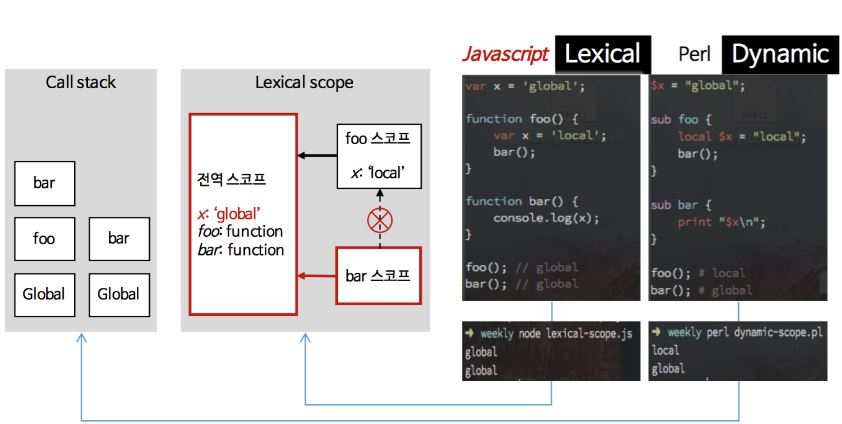 Javascript Lexical
Perl Dynamic
Call stack
bar
foo
bar
Global
Global
Lexical scope
전역 스코프
x: ‘global’
foo: function
bar: function
foo 스코프
x: ‘local’
bar 스코프
var x = 'global';
function foo() {
var x = 'local';
bar();
}
function bar() {
console.log(x);
}
foo(); // global
bar(); // global
➜ weekly node lexical-scope.js
global
global
$x = "global";
SHELL
sub foo {
local $x = "local";
bar();
}
sub bar {
print "$x\n";
}
foo(); # local
bar(); # global
➜ weekly perl dynamic-scope.pl
local
global